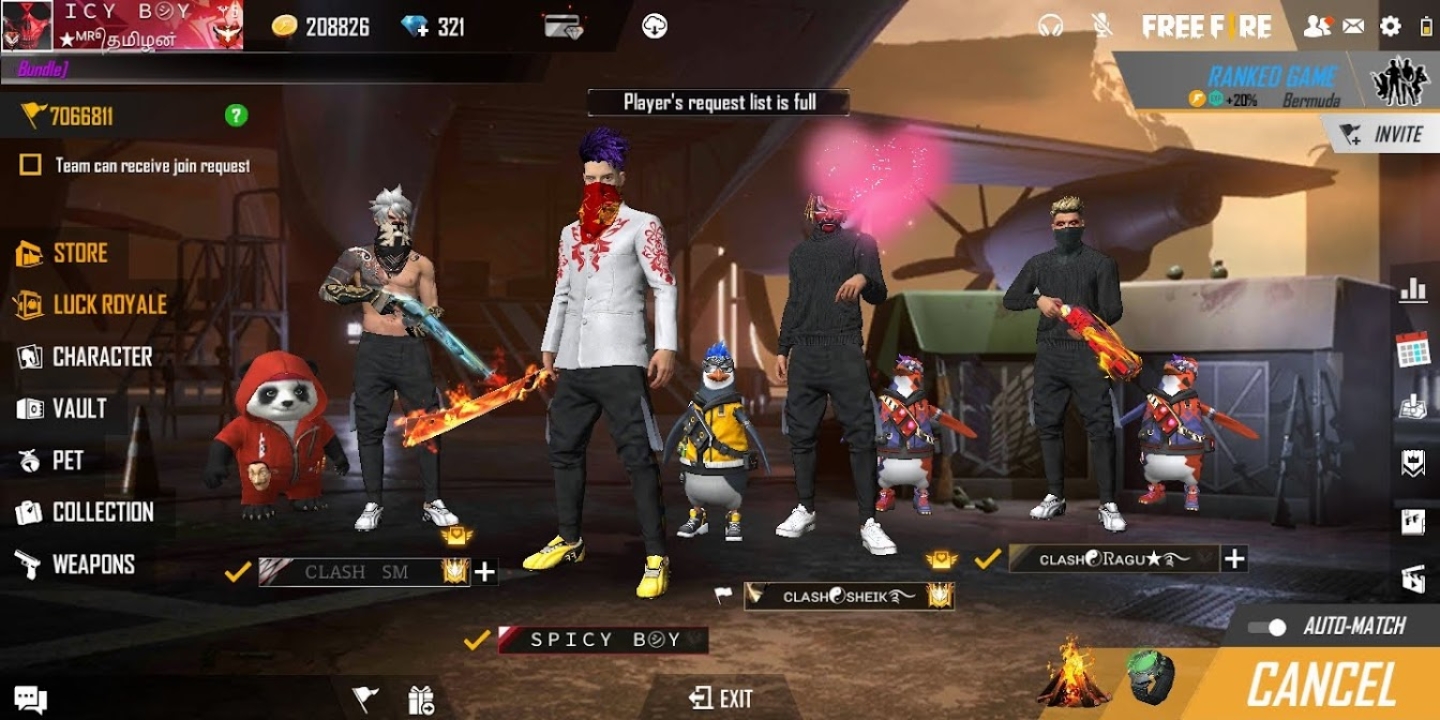 ICY BOY
★ᴹᴿ தமிழன்
208826
321
FREE FIRE
Bundle]
RANKED GAME
+20% Bermuda
7066811
?
Player's request list is full
INVITE
Team can receive join request
STORE
LUCK ROYALE
CHARACTER
VAULT
PET
COLLECTION
WEAPONS
CLASH SM
CLASH☯RAGU★
CLASH☯SHEIK
SPICY BOY
AUTO-MATCH
CANCEL
EXIT